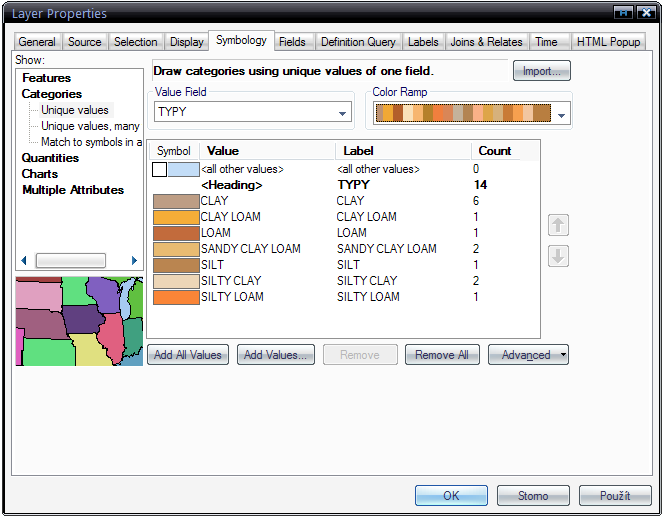 Layer Properties
General Source Selection Display Symbology Fields Definition Query Labels Joins & Relates Time HTML Popup
Show:
Features
Categories
Unique values
Unique values, many
Match to symbols in a
Quantities
Charts
Multiple Attributes
Draw categories using unique values of one field.
Import...
Value Field
TYPY
Color Ramp
Symbol Value Label Count
<all other values> <all other values> 0
<Heading> TYPY 14
CLAY CLAY 6
CLAY LOAM CLAY LOAM 1
LOAM LOAM 1
SANDY CLAY LOAM SANDY CLAY LOAM 2
SILT SILT 1
SILTY CLAY SILTY CLAY 2
SILTY LOAM SILTY LOAM 1
Add All Values Add Values... Remove Remove All Advanced
OK Storno Použít